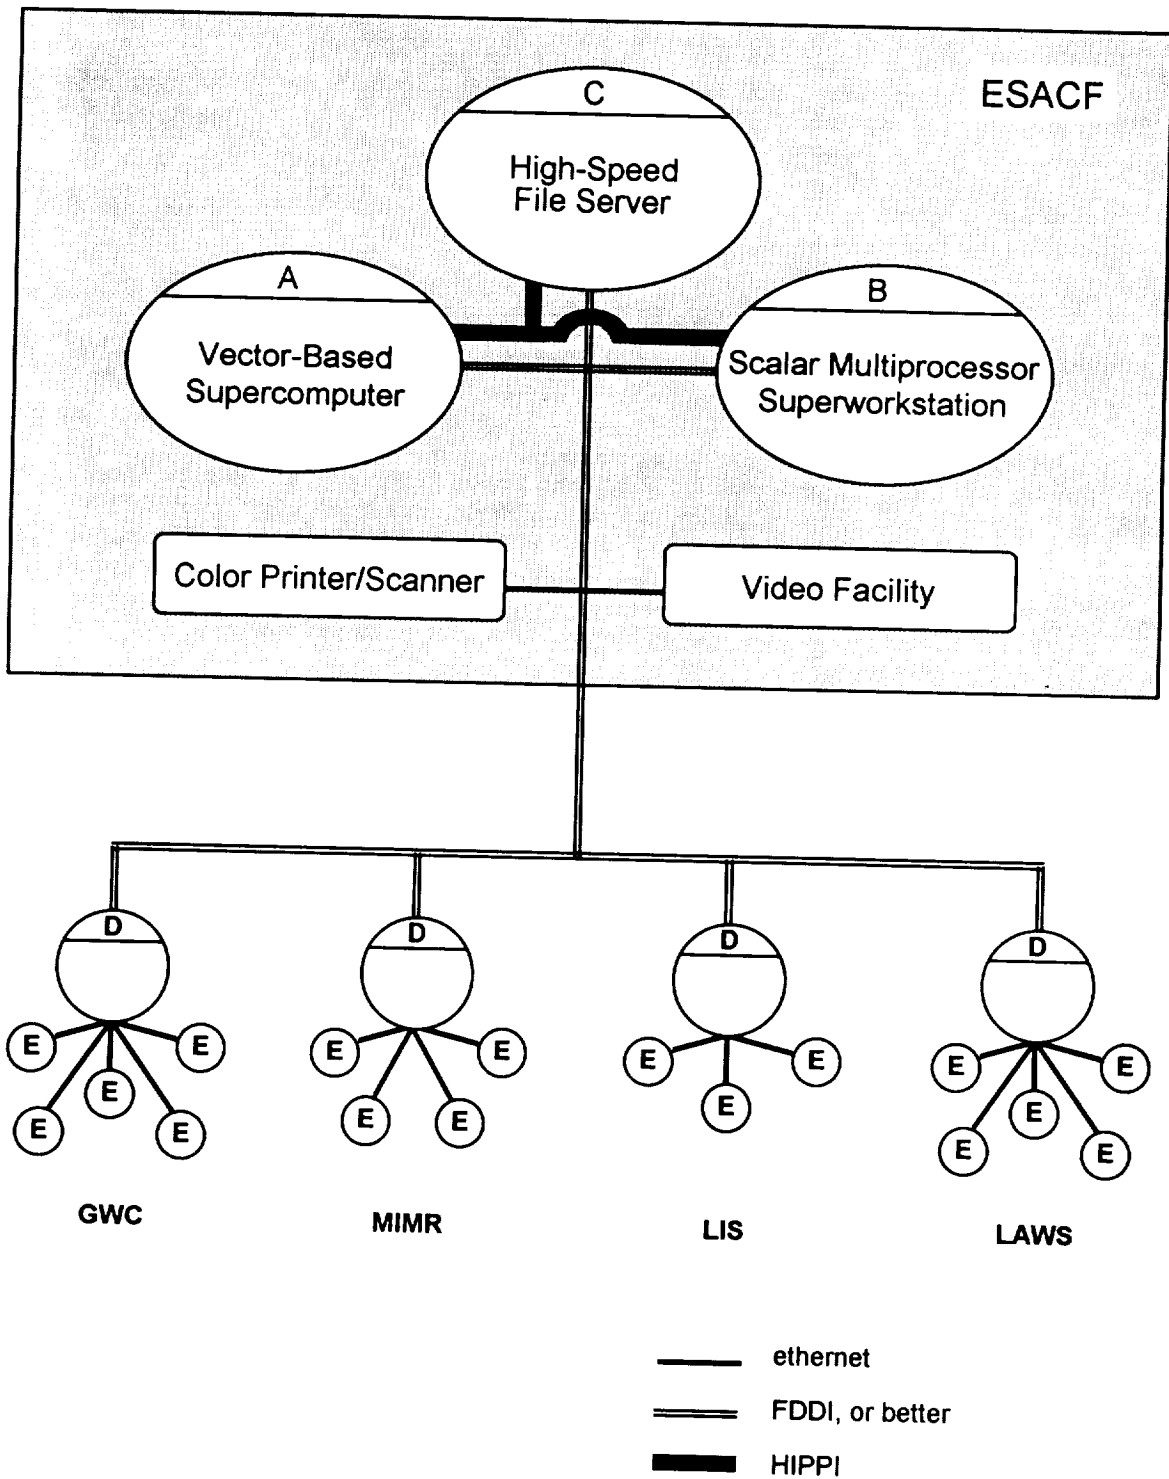 ESACF
C
High-Speed
File Server
A
Vector-Based
Supercomputer
B
Scalar Multiprocessor
Superworkstation
Color Printer/Scanner
Video Facility
D
E
E
E
E
E
GWC
D
E
E
E
E
MIMR
D
E
E
E
LIS
D
E
E
E
E
E
LAWS
ethernet
FDDI, or better
HIPPI